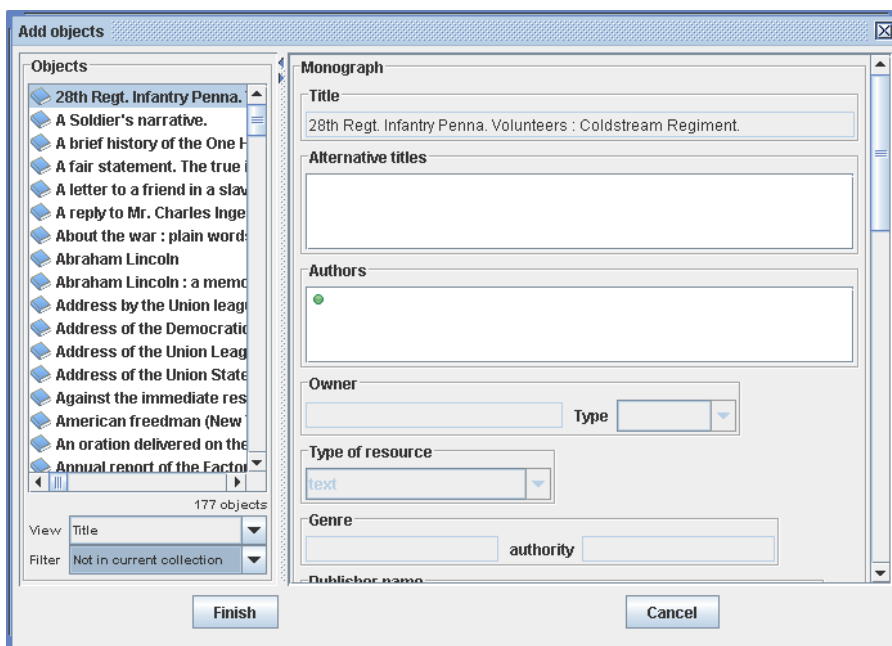 Add objects
Objects
28th Regt. Infantry Penna.
A Soldier's narrative.
A brief history of the One H
A fair statement. The true i
A letter to a friend in a slav
A reply to Mr. Charles Inge
About the war : plain words
Abraham Lincoln
Abraham Lincoln : a memo
Address by the Union leag
Address of the Democratic
Address of the Union Leag
Address of the Union State
Against the immediate res
American freedman (New
An oration delivered on the
Annual report of the Factor
177 objects
View Title
Filter Not in current collection
Monograph
Title
28th Regt. Infantry Penna. Volunteers : Coldstream Regiment.
Alternative titles
Authors
Owner
Type
Type of resource
text
Genre
authority
Publisher name
Finish
Cancel